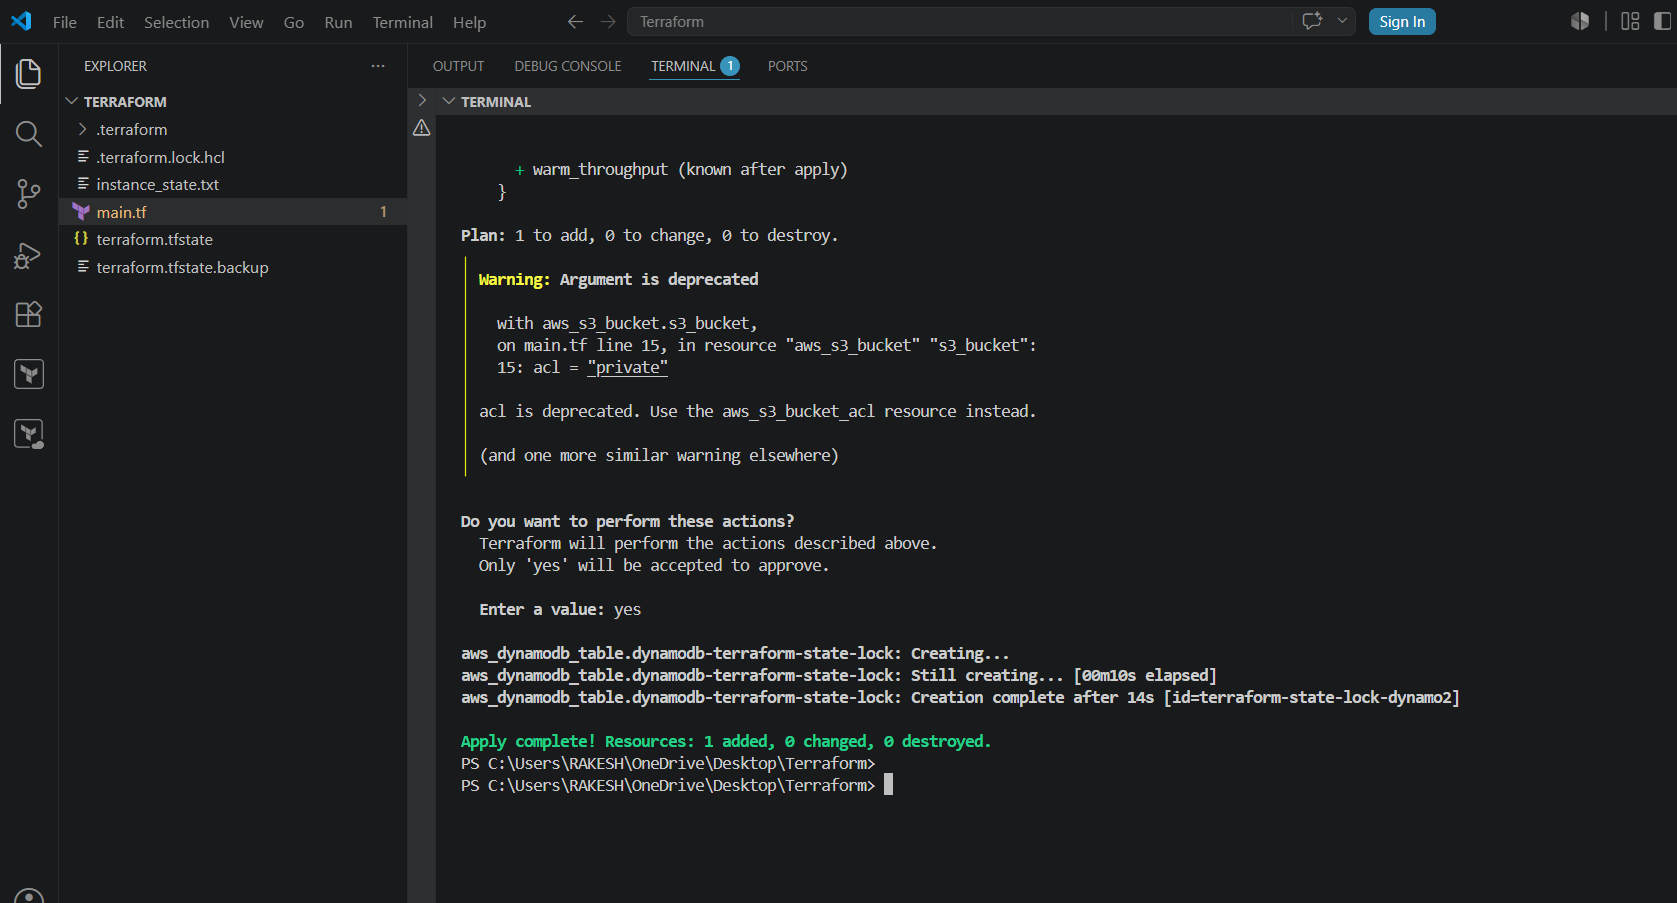 File Edit Selection View Go Run Terminal Help
Terraform
Sign In
EXPLORER
TERRAFORM
.terraform
.terraform.lock.hcl
instance_state.txt
main.tf 1
terraform.tfstate
terraform.tfstate.backup
OUTPUT DEBUG CONSOLE TERMINAL 1 PORTS
TERMINAL
+ warm_throughput (known after apply)
}
Plan: 1 to add, 0 to change, 0 to destroy.
Warning: Argument is deprecated
with aws_s3_bucket.s3_bucket,
on main.tf line 15, in resource "aws_s3_bucket" "s3_bucket":
15: acl = "private"
acl is deprecated. Use the aws_s3_bucket_acl resource instead.
(and one more similar warning elsewhere)
Do you want to perform these actions?
Terraform will perform the actions described above.
Only 'yes' will be accepted to approve.
Enter a value: yes
aws_dynamodb_table.dynamodb-terraform-state-lock: Creating...
aws_dynamodb_table.dynamodb-terraform-state-lock: Still creating... [00m10s elapsed]
aws_dynamodb_table.dynamodb-terraform-state-lock: Creation complete after 14s [id=terraform-state-lock-dynamo2]
Apply complete! Resources: 1 added, 0 changed, 0 destroyed.
PS C:\Users\RAKESH\OneDrive\Desktop\Terraform>
PS C:\Users\RAKESH\OneDrive\Desktop\Terraform>